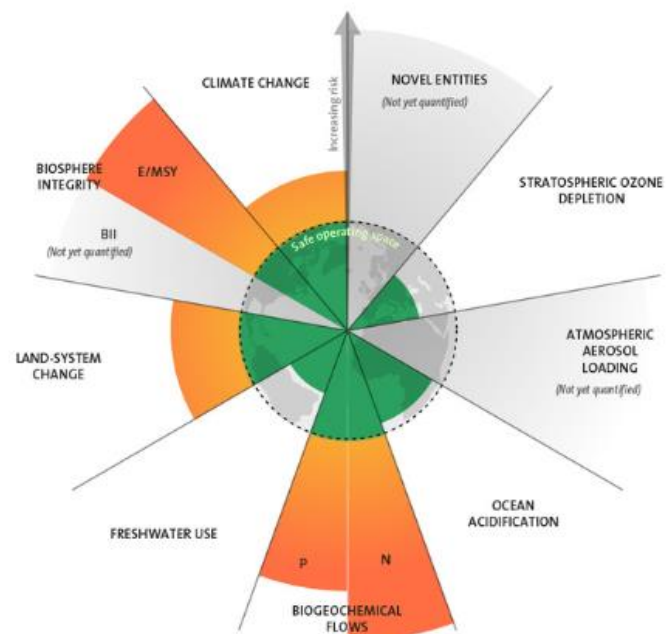 CLIMATE CHANGE
Increasing risk
NOVEL ENTITIES
(Not yet quantified)
STRATOSPHERIC OZONE
DEPLETION
ATMOSPHERIC
AEROSOL
LOADING
(Not yet quantified)
OCEAN
ACIDIFICATION
N
P
BIOGEOCHEMICAL
FLOWS
FRESHWATER USE
LAND-SYSTEM
CHANGE
BIOSPHERE
INTEGRITY
E/MSY
BII
(Not yet quantified)
Safe operating space